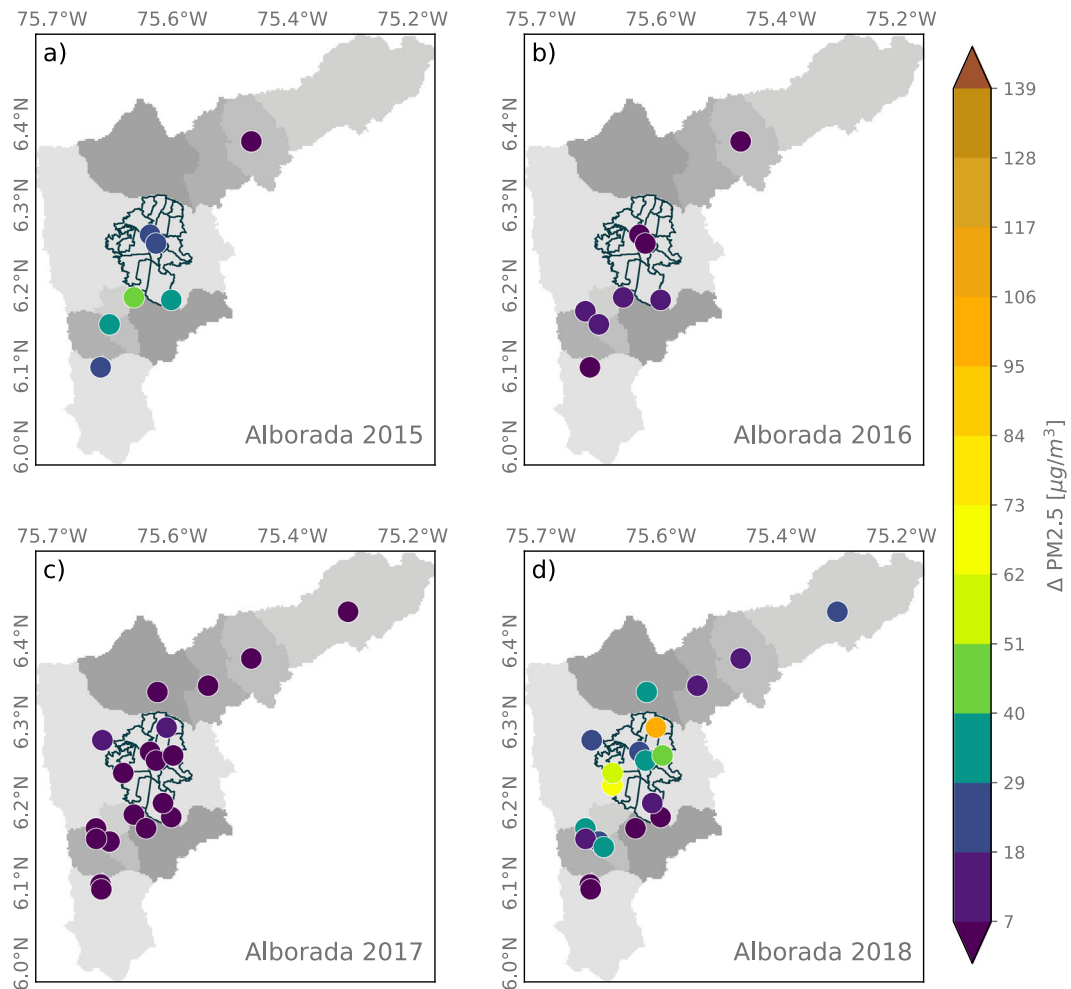 75.7°W 75.6°W 75.4°W 75.2°W
75.7°W 75.6°W 75.4°W 75.2°W
a)
6.4°N
6.3°N
6.2°N
6.1°N
6.0°N
Alborada 2015
b)
6.4°N
6.3°N
6.2°N
6.1°N
6.0°N
Alborada 2016
75.7°W 75.6°W 75.4°W 75.2°W
75.7°W 75.6°W 75.4°W 75.2°W
c)
6.4°N
6.3°N
6.2°N
6.1°N
6.0°N
Alborada 2017
d)
6.4°N
6.3°N
6.2°N
6.1°N
6.0°N
Alborada 2018
139
128
117
106
95
84
73
62
51
40
29
18
7
Δ PM2.5 [μg/m³]